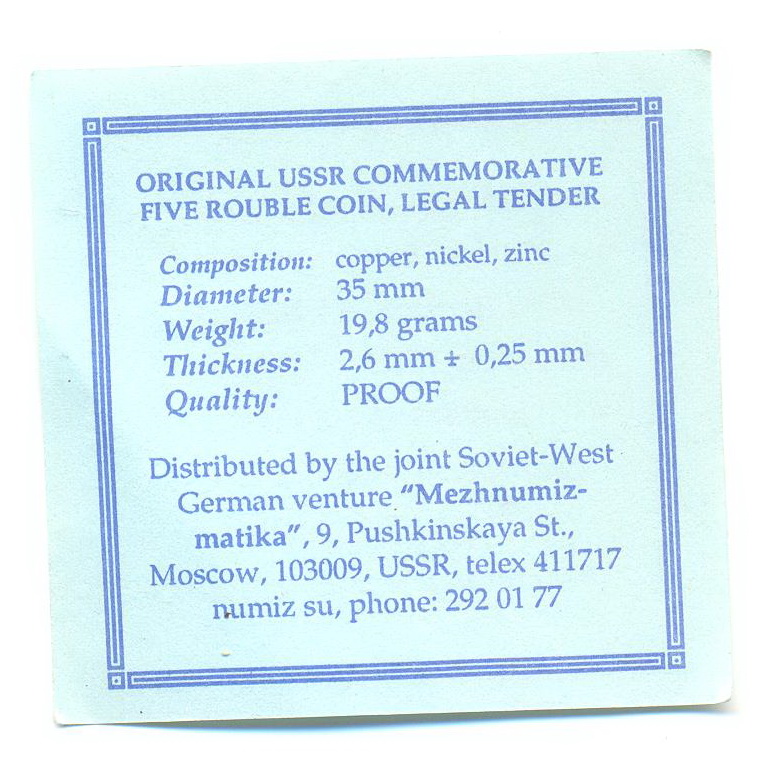 ORIGINAL USSR COMMEMORATIVE
FIVE ROUBLE COIN, LEGAL TENDER
Composition: copper, nickel, zinc
Diameter: 35 mm
Weight: 19,8 grams
Thickness: 2,6 mm ± 0,25 mm
Quality: PROOF
Distributed by the joint Soviet-West
German venture "Mezhnumiz-
matika", 9, Pushkinskaya St.,
Moscow, 103009, USSR, telex 411717
numiz su, phone: 292 01 77